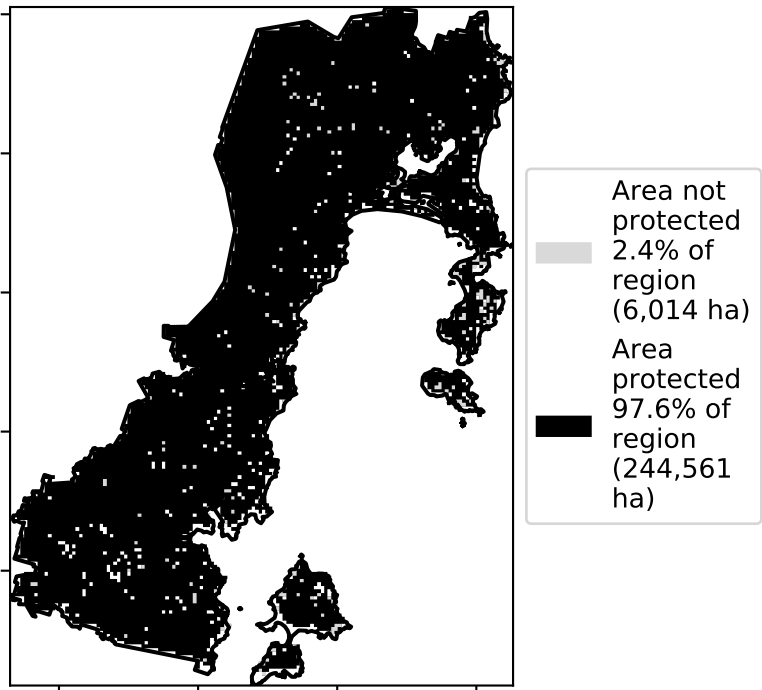 Area not
protected
2.4% of
region
(6,014 ha)
Area
protected
97.6% of
region
(244,561
ha)